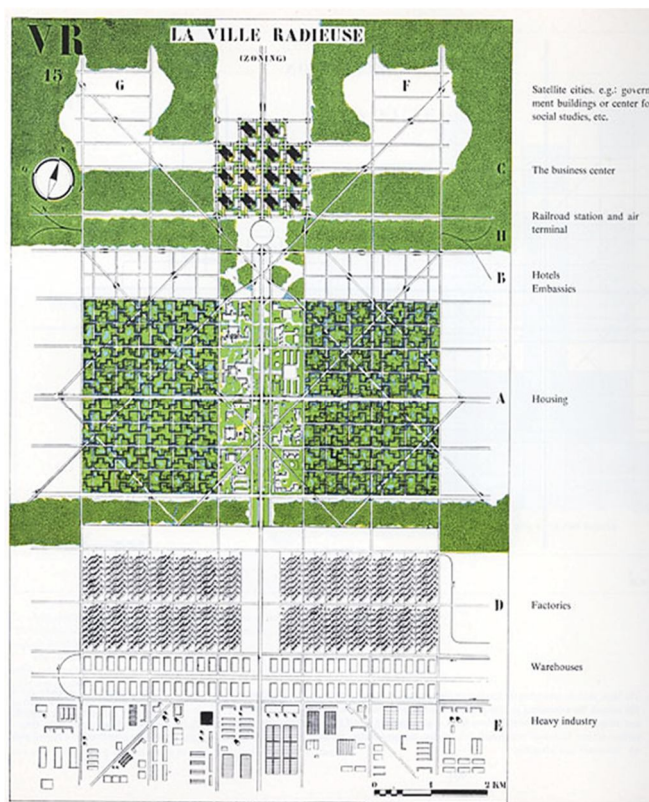 VR
15
LA VILLE RADIEUSE
(ZONING)
G
F
Satellite cities. e.g.: govern
ment buildings or center fo
social studies, etc.
C
The business center
H
Railroad station and air
terminal
B
Hotels
Embassies
A
Housing
D
Factories
Warehouses
E
Heavy industry
0 1 2 KM